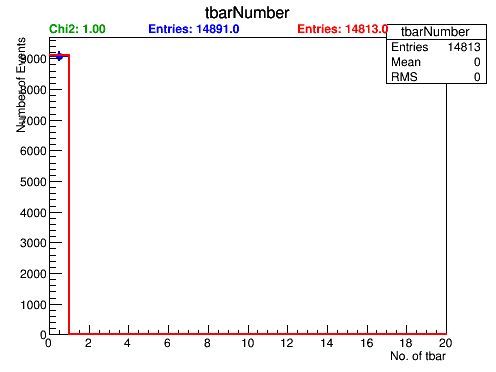 tbarNumber
Chi2: 1.00 Entries: 14891.0 Entries: 14813.0
tbarNumber
Entries 14813
Mean 0
RMS 0
Number of Events
9000
8000
7000
6000
5000
4000
3000
2000
1000
0
0 2 4 6 8 10 12 14 16 18 20
No. of tbar